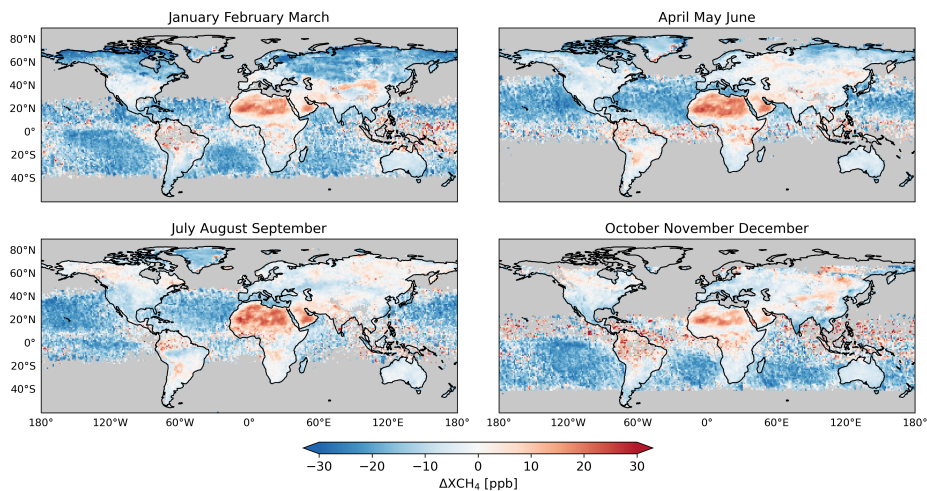 January February March
April May June
80°N
60°N
40°N
20°N
0°
20°S
40°S
July August September
October November December
80°N
60°N
40°N
20°N
0°
20°S
40°S
180° 120°W 60°W 0° 60°E 120°E 180° 180° 120°W 60°W 0° 60°E 120°E 180°
−30 −20 −10 0 10 20 30
ΔXCH₄ [ppb]